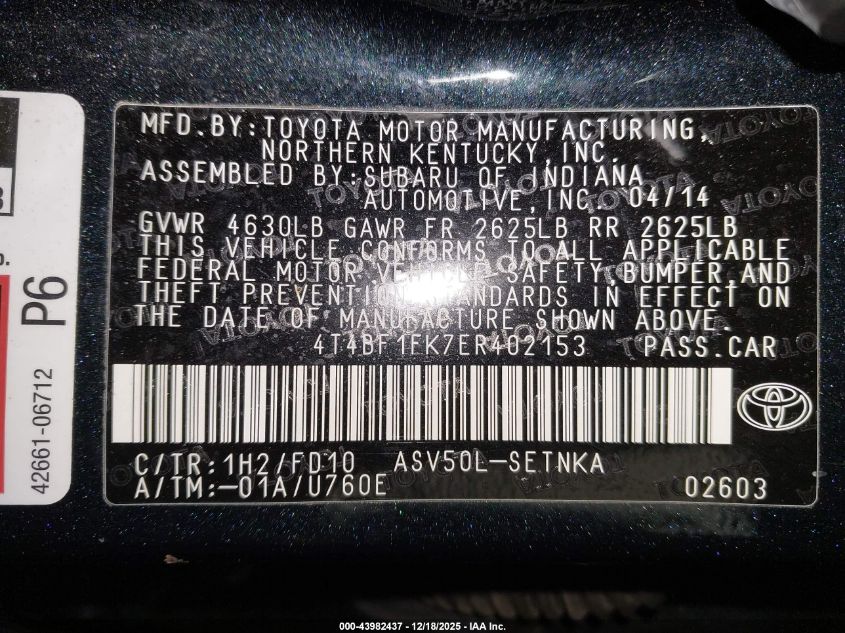 MFD.BY:TOYOTA MOTOR MANUFACTURING,
NORTHERN KENTUCKY,INC.
ASSEMBLED BY:SUBARU OF INDIANA
AUTOMOTIVE,INC. 04/14
GVWR 4630LB GAWR FR 2625LB RR 2625LB
THIS VEHICLE CONFORMS TO ALL APPLICABLE
FEDERAL MOTOR VEHICLE SAFETY,BUMPER,AND
THEFT PREVENTION STANDARDS IN EFFECT ON
THE DATE OF MANUFACTURE SHOWN ABOVE.
4T4BF1FK7ER402153 PASS.CAR
C/TR:1H2/FD10 ASV50L-SETNKA
A/TM:-01A/U760E 02603
P6
42661-06712
000-43982437 - 12/18/2025 - IAA Inc.